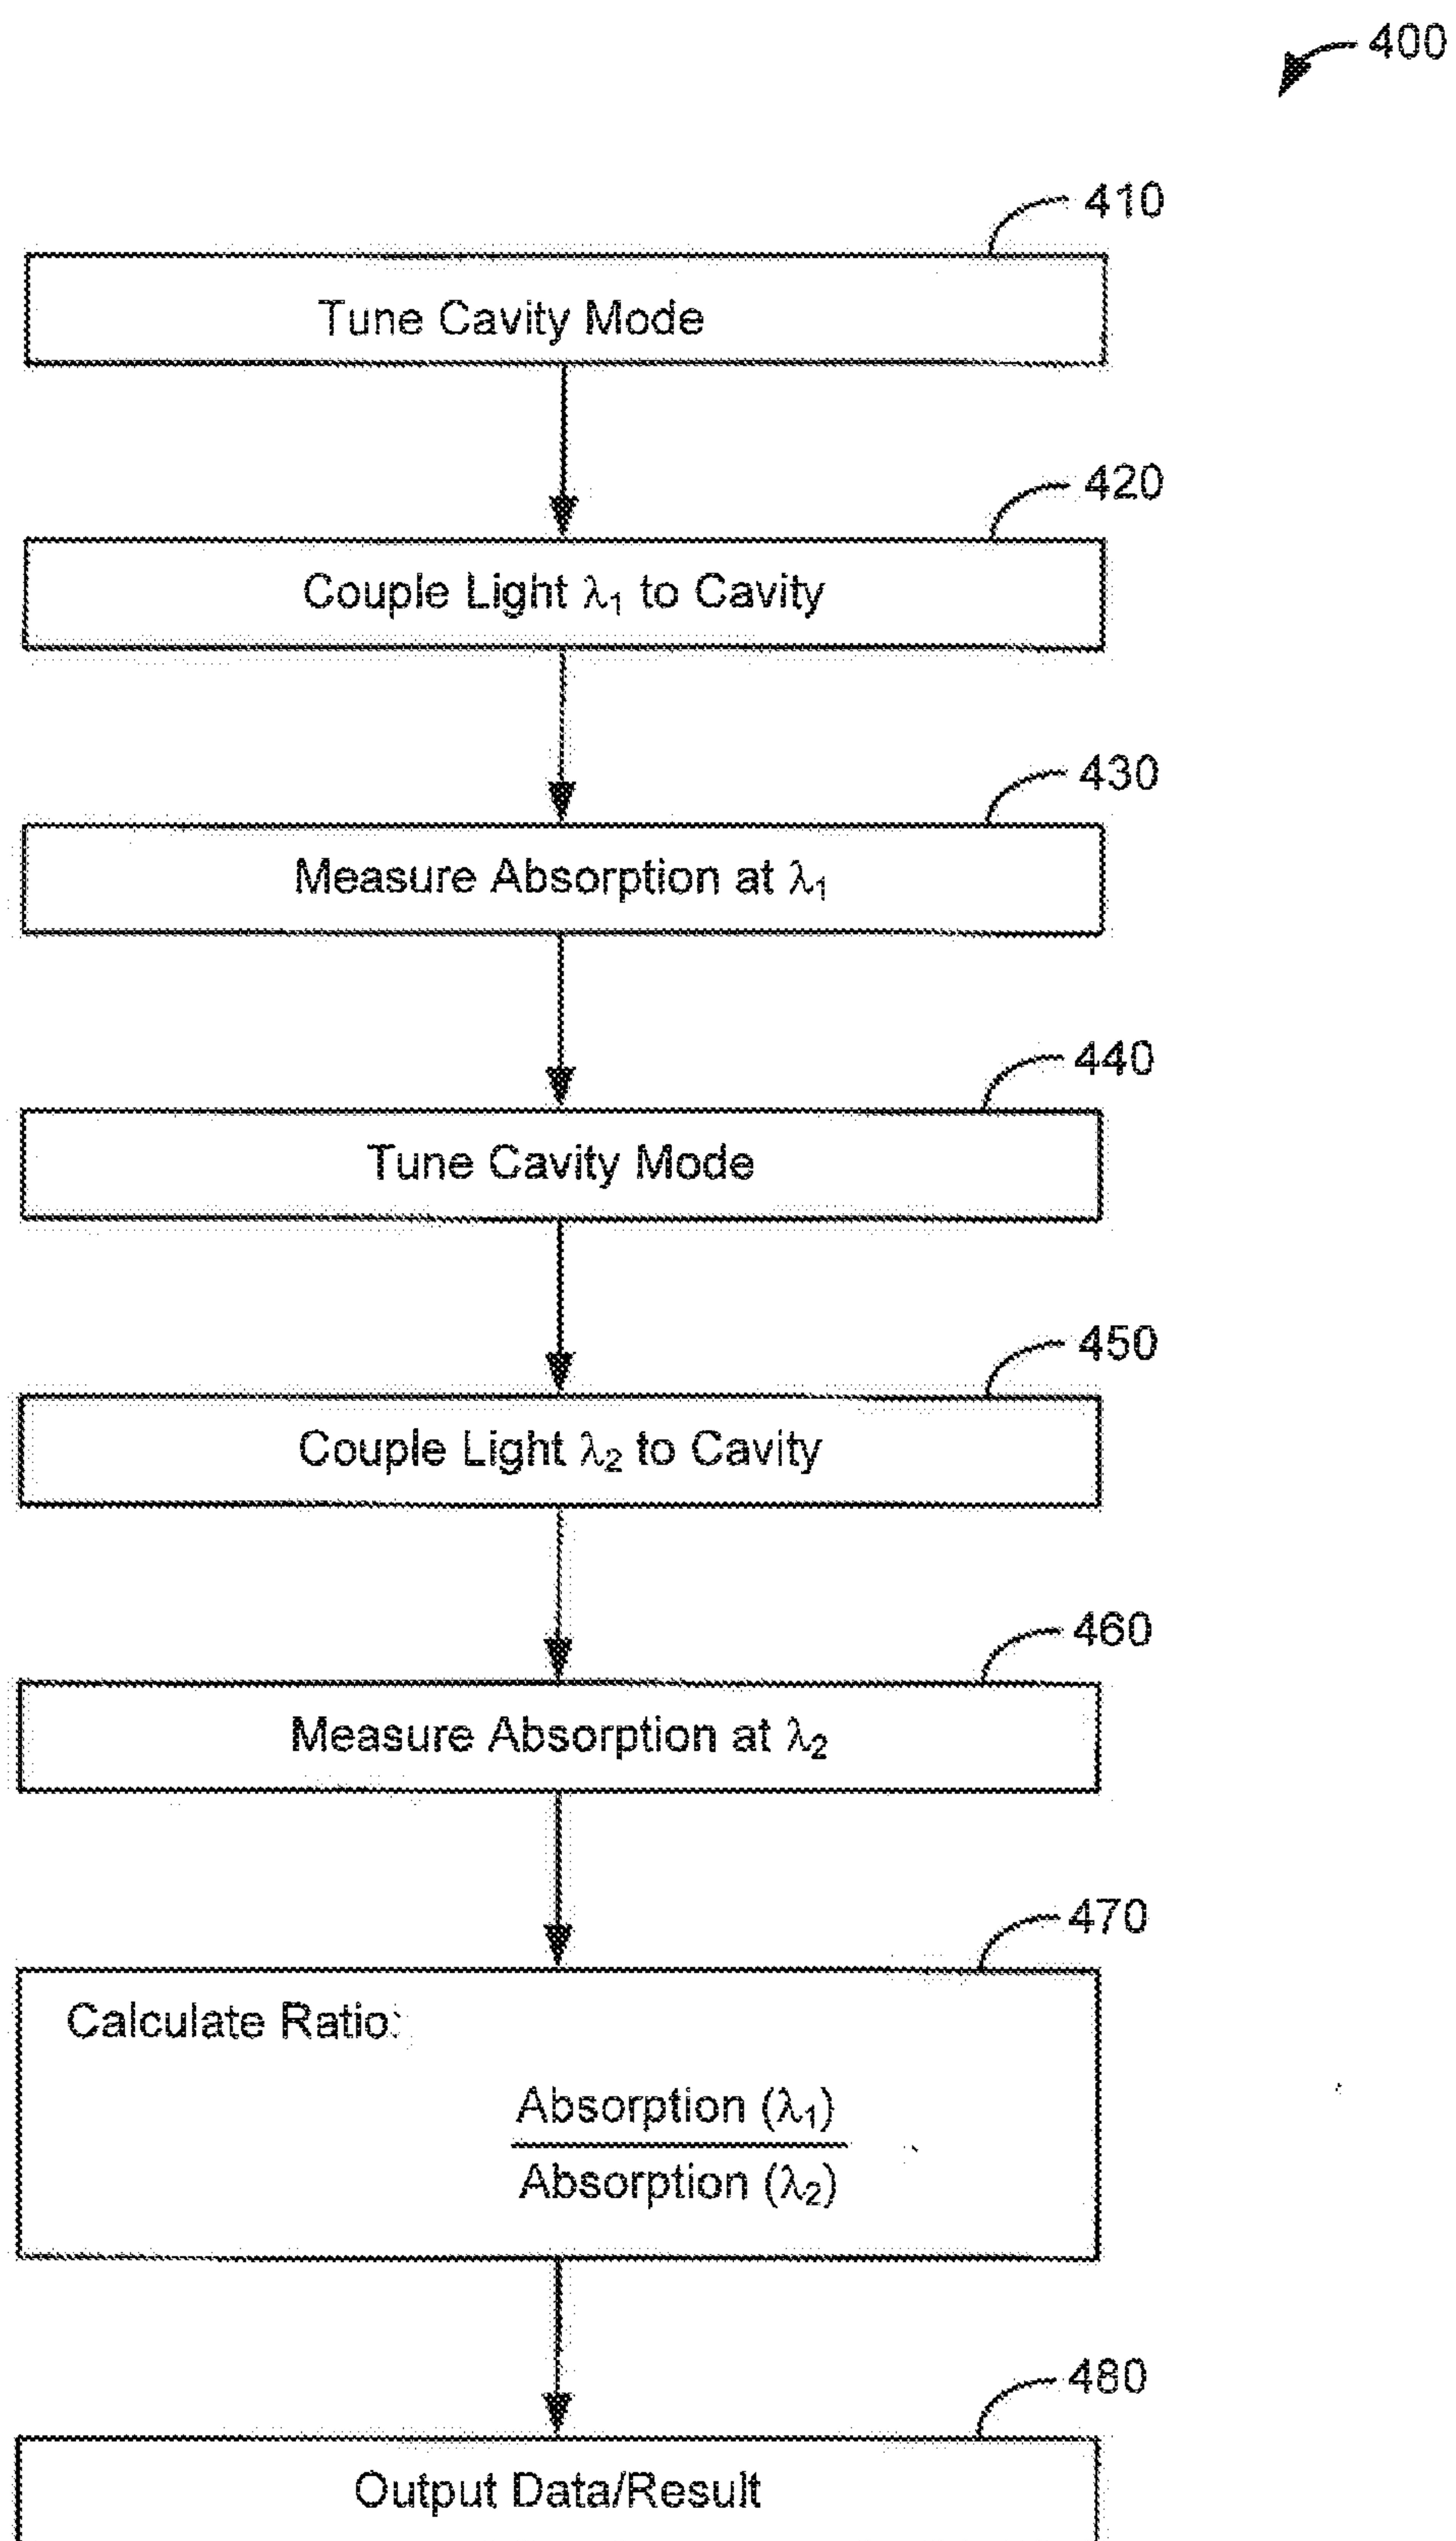 400
410
Tune Cavity Mode
420
Couple Light λ₁ to Cavity
430
Measure Absorption at λ₁
440
Tune Cavity Mode
450
Couple Light λ₂ to Cavity
460
Measure Absorption at λ₂
470
Calculate Ratio:
Absorption (λ₁)
Absorption (λ₂)
480
Output Data/Result